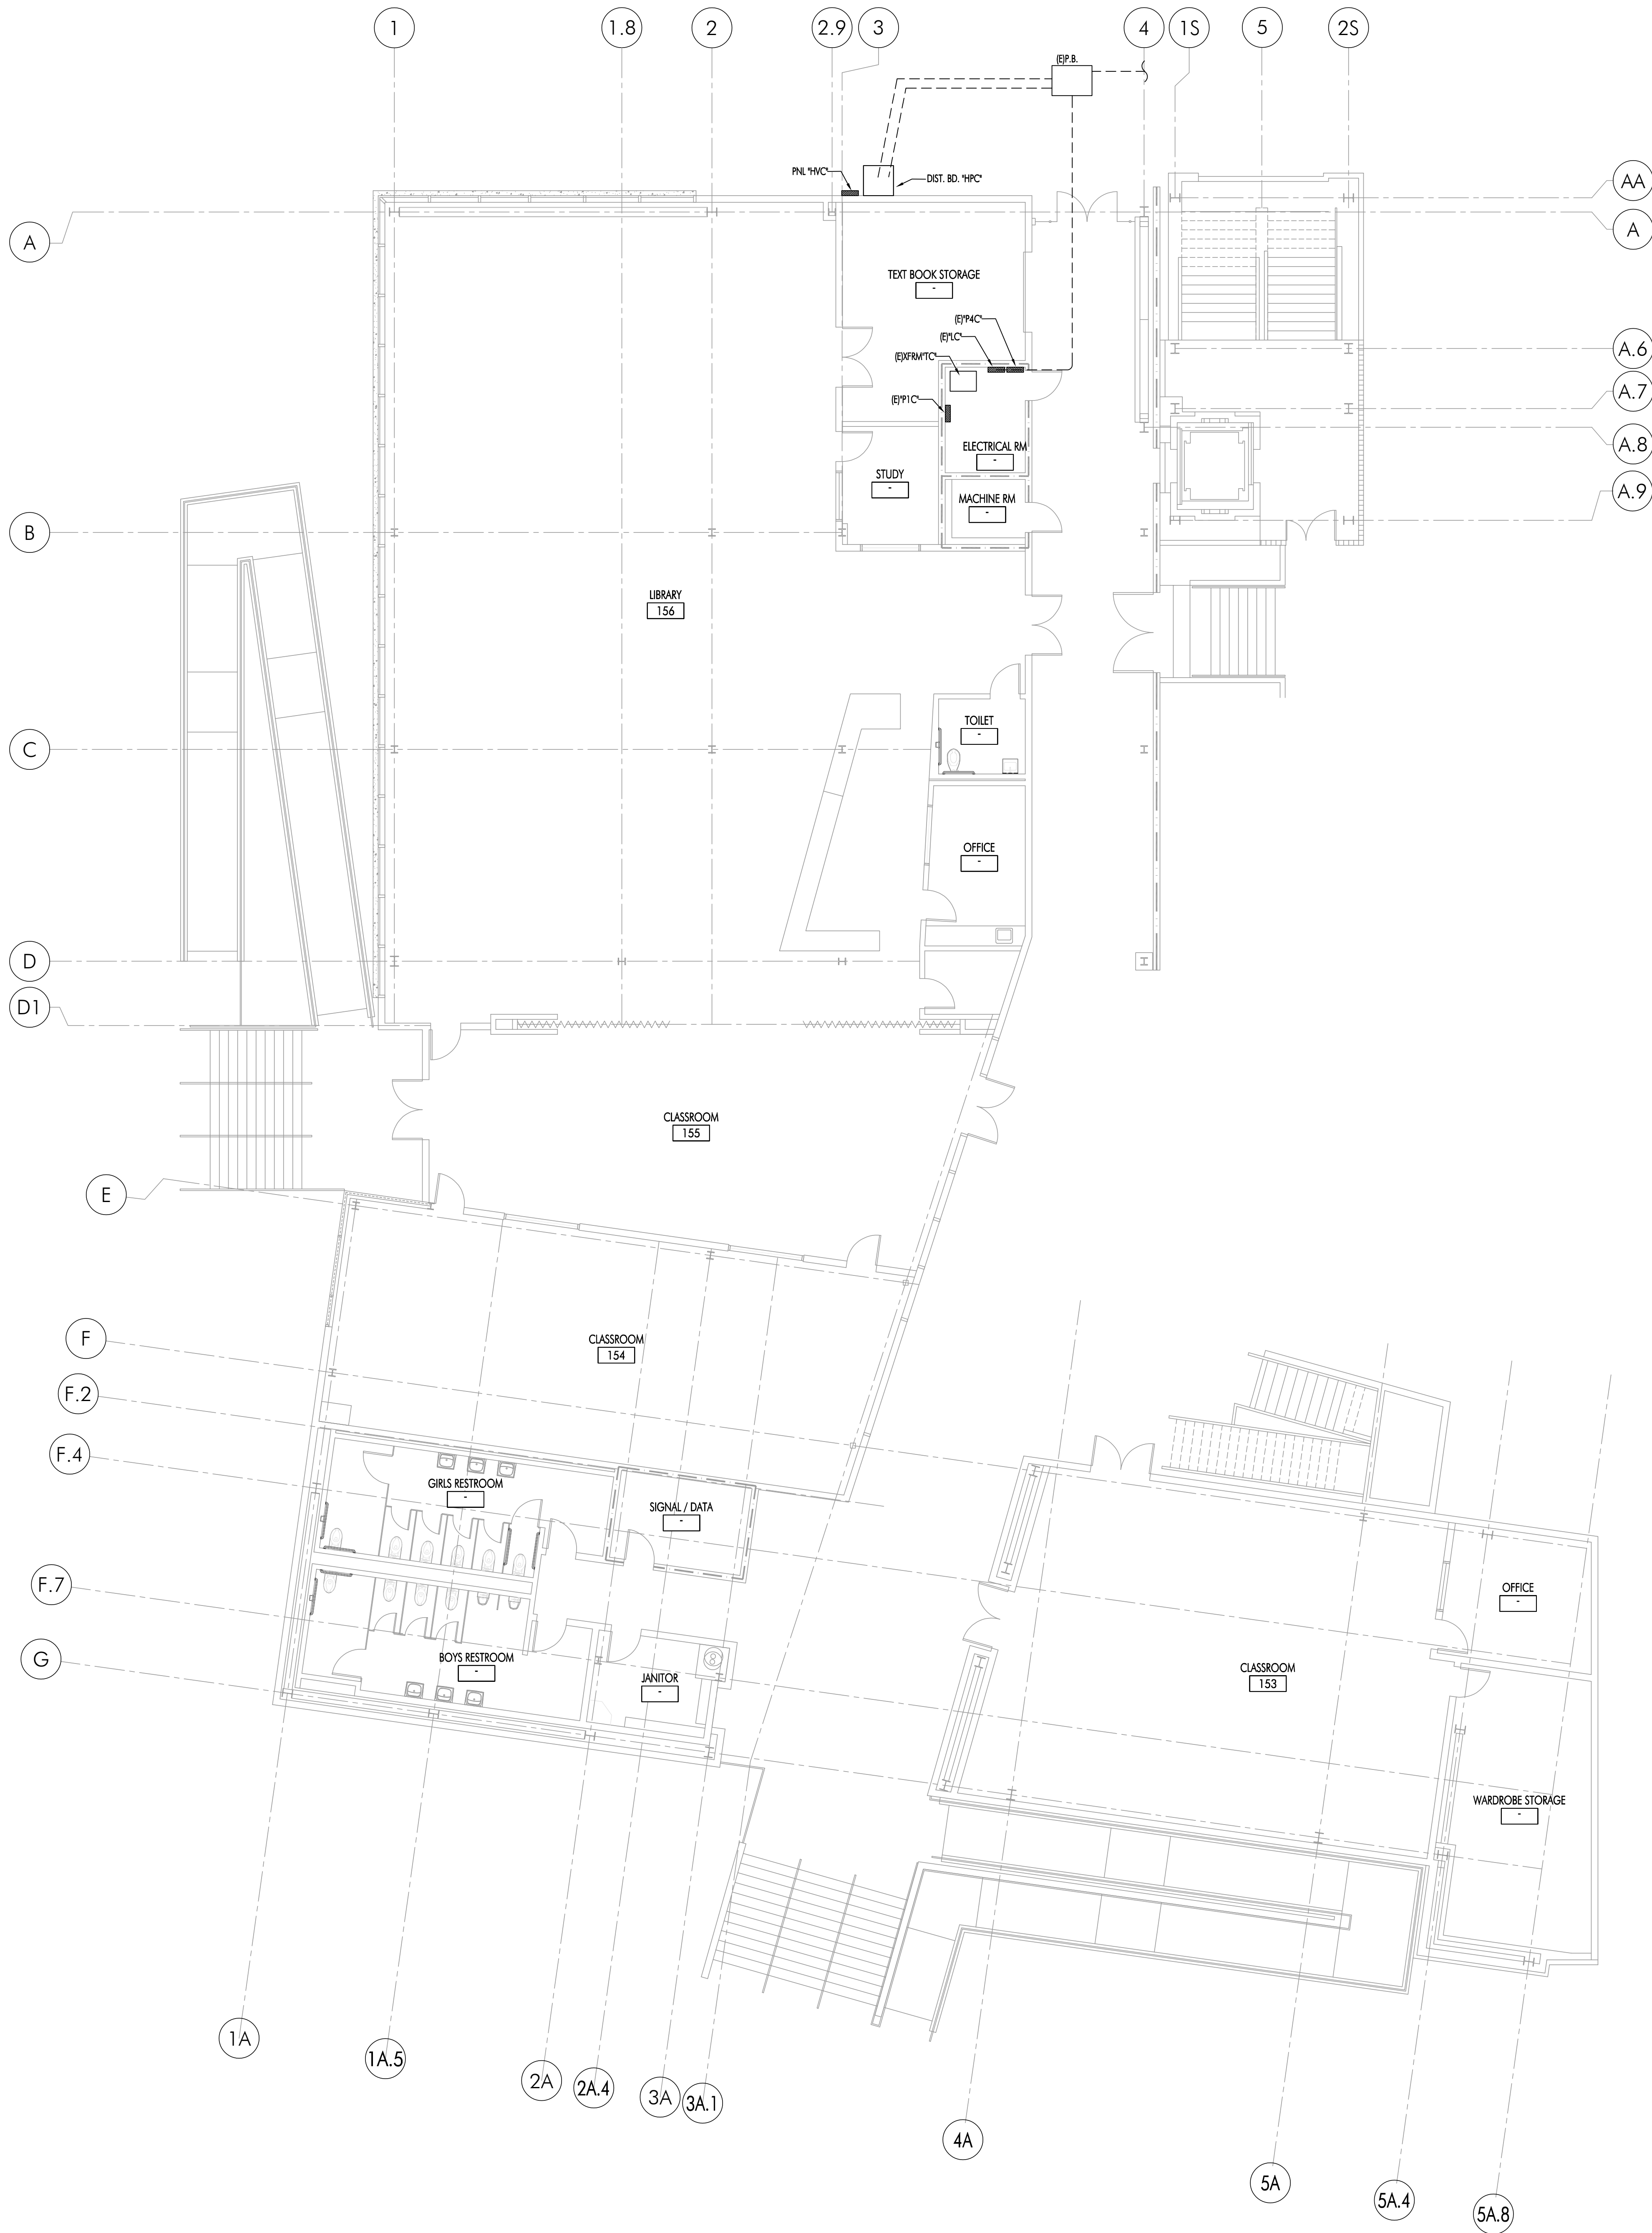 1
1.8
2
2.9
3
4
1S
5
2S
(E)P.B.
PNL "HVC"
DIST. BD. "HPC"
AA
A
A
TEXT BOOK STORAGE
-
(E)"P4C"
(E)"LC"
(E)XFRM"TC"
(E)"P1C"
A.6
A.7
A.8
A.9
ELECTRICAL RM
-
STUDY
-
MACHINE RM
-
B
LIBRARY
156
TOILET
-
C
OFFICE
-
D
D1
CLASSROOM
155
E
F
CLASSROOM
154
F.2
F.4
GIRLS RESTROOM
-
SIGNAL / DATA
-
F.7
OFFICE
-
G
BOYS RESTROOM
-
JANITOR
-
CLASSROOM
153
WARDROBE STORAGE
-
1A
1A.5
2A
2A.4
3A
3A.1
4A
5A
5A.4
5A.8